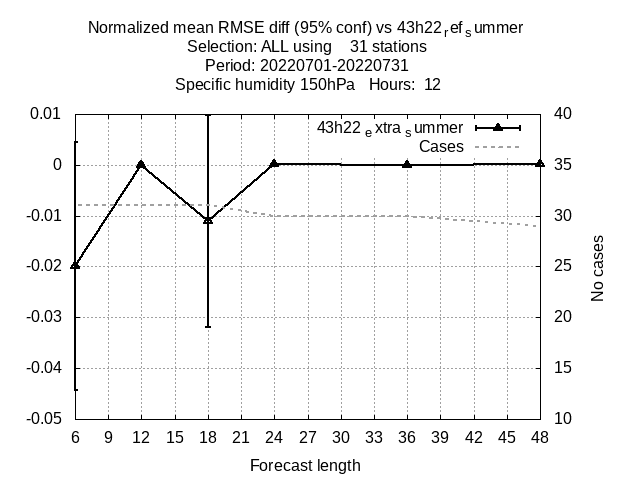 Normalized mean RMSE diff (95% conf) vs 43h22refsummer
Selection: ALL using 31 stations
Period: 20220701-20220731
Specific humidity 150hPa Hours: 12
0.01 40
43h22extrasummer
Cases
0 35
-0.01 30
-0.02 25
-0.03 20
-0.04 15
-0.05 10
No cases
6 9 12 15 18 21 24 27 30 33 36 39 42 45 48
Forecast length